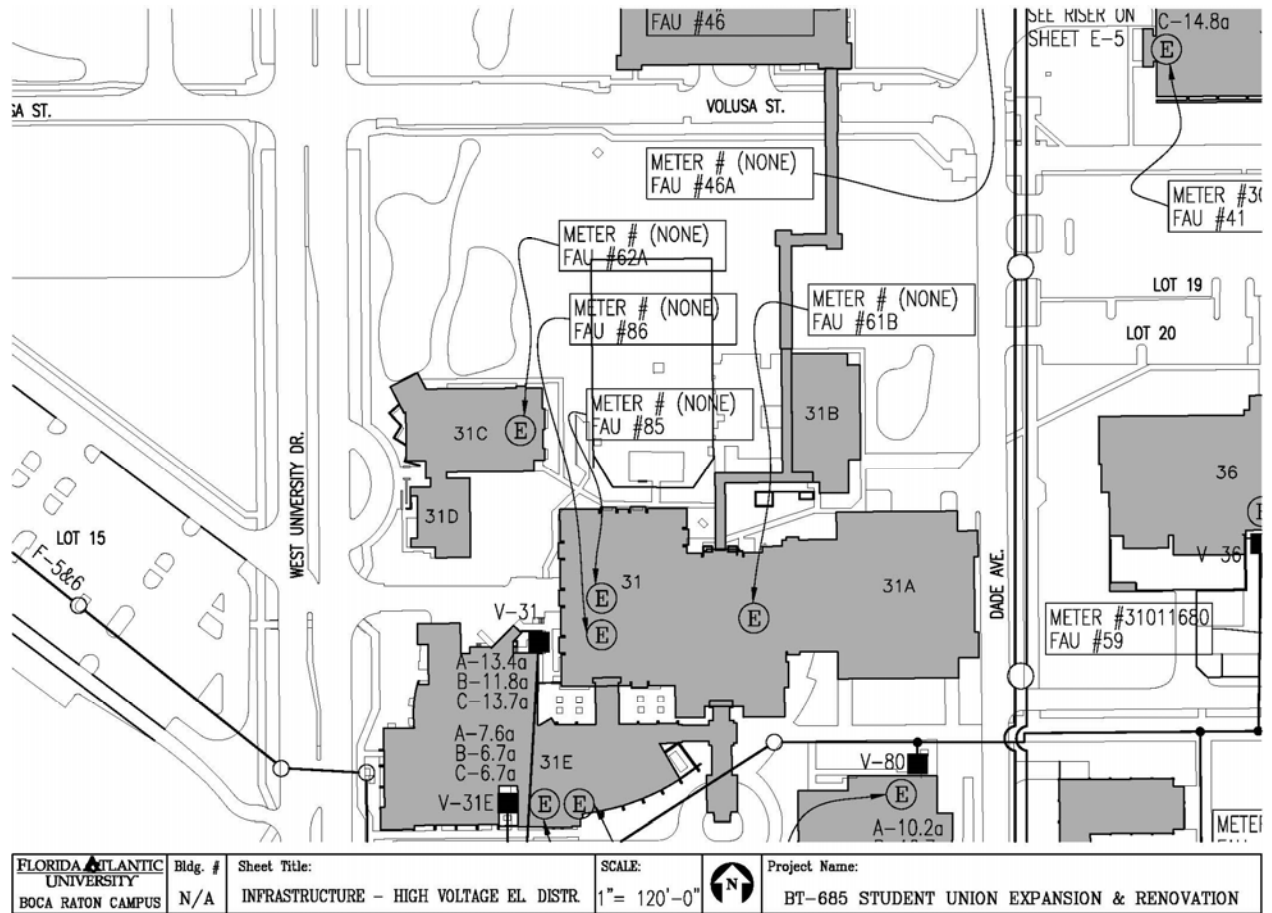 FAU #46
SEE RISER ON
SHEET E-5
C-14.8a
E
VOLUSA ST.
METER # (NONE)
FAU #46A
METER #
FAU #41
METER # (NONE)
FAU #62A
METER # (NONE)
FAU #86
METER # (NONE)
FAU #61B
LOT 19
LOT 20
METER # (NONE)
FAU #85
31C
E
31B
31D
36
WEST UNIVERSITY DR.
LOT 15
F-5&6
31
E
E
E
31A
DADE AVE.
V-36
V-31
METER #31011680
FAU #59
A-13.4a
B-11.8a
C-13.7a
A-7.6a
B-6.7a
C-6.7a
31E
V-31E
E
E
V-80
E
A-10.2a
FLORIDA ATLANTIC
UNIVERSITY
BOCA RATON CAMPUS
Bldg. #
N/A
Sheet Title:
INFRASTRUCTURE - HIGH VOLTAGE EL. DISTR.
SCALE:
1"= 120'-0"
N
Project Name:
BT-685 STUDENT UNION EXPANSION & RENOVATION